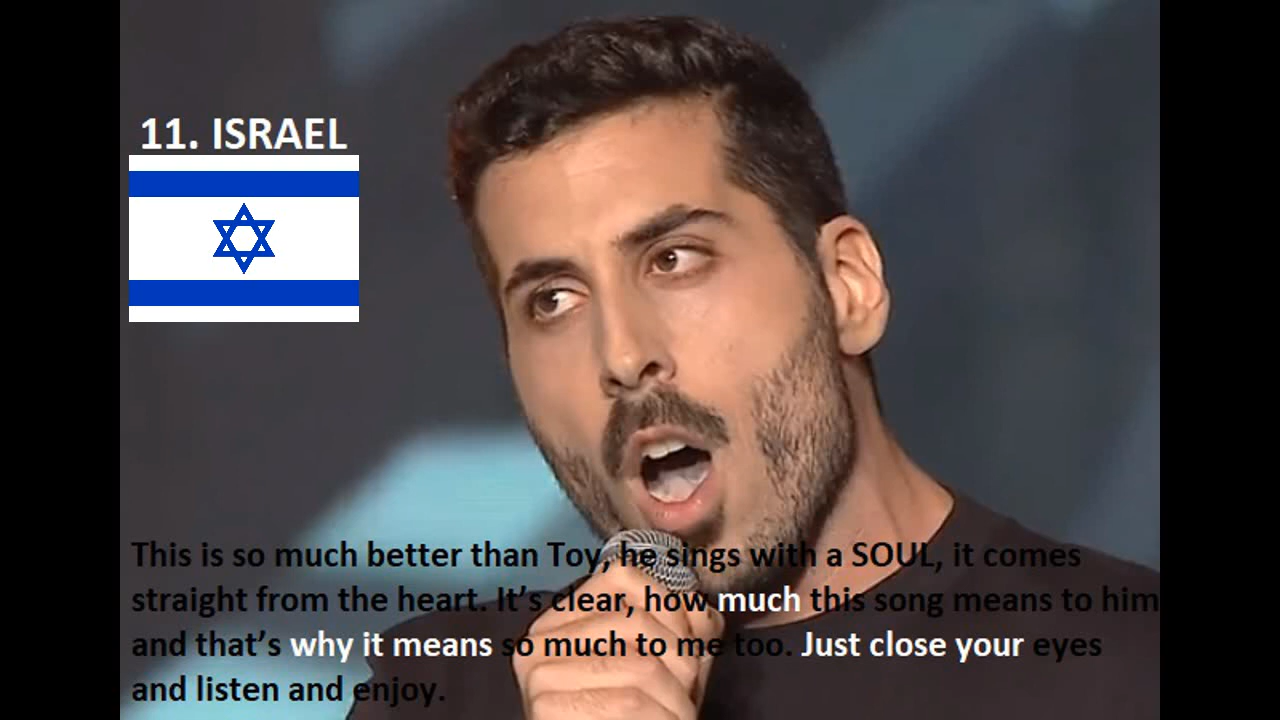 11. ISRAEL
This is so much better than Toy, he sings with a SOUL, it comes
straight from the heart. It’s clear, how much this song means to him
and that’s why it means so much to me too. Just close your eyes
and listen and enjoy.